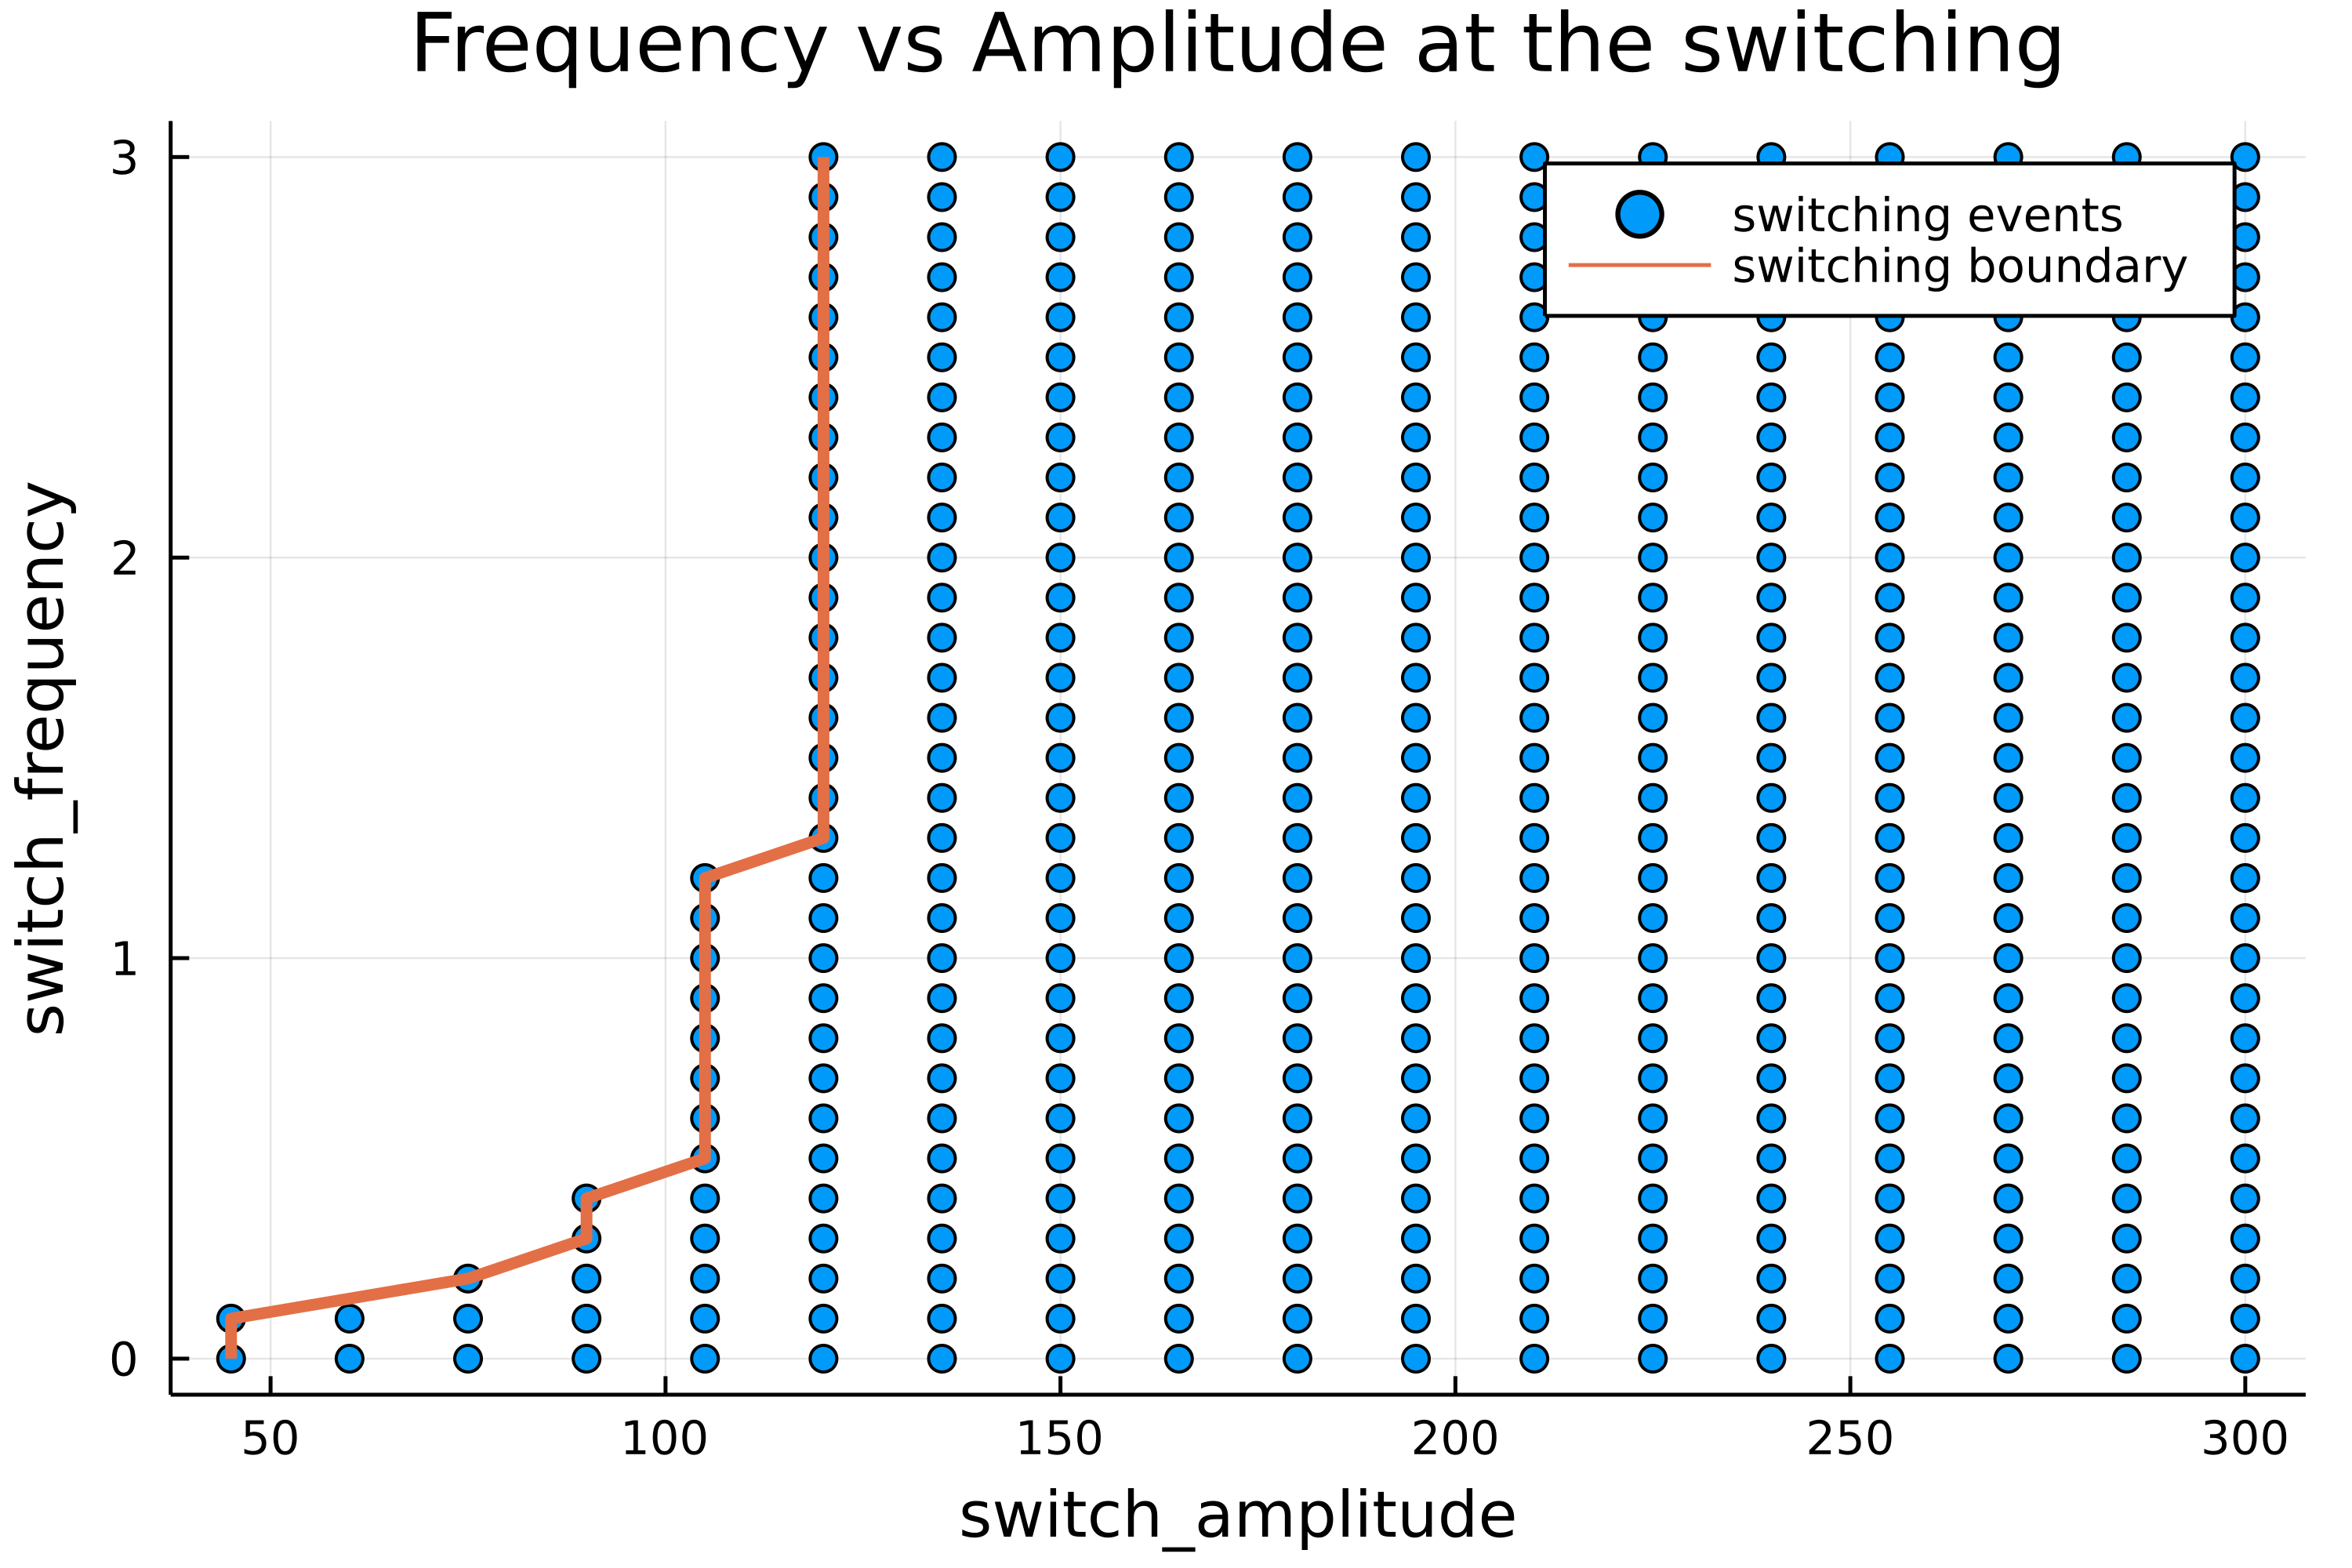 Frequency vs Amplitude at the switching
switching events
switching boundary
switch_frequency
3
2
1
0
50 100 150 200 250 300
switch_amplitude